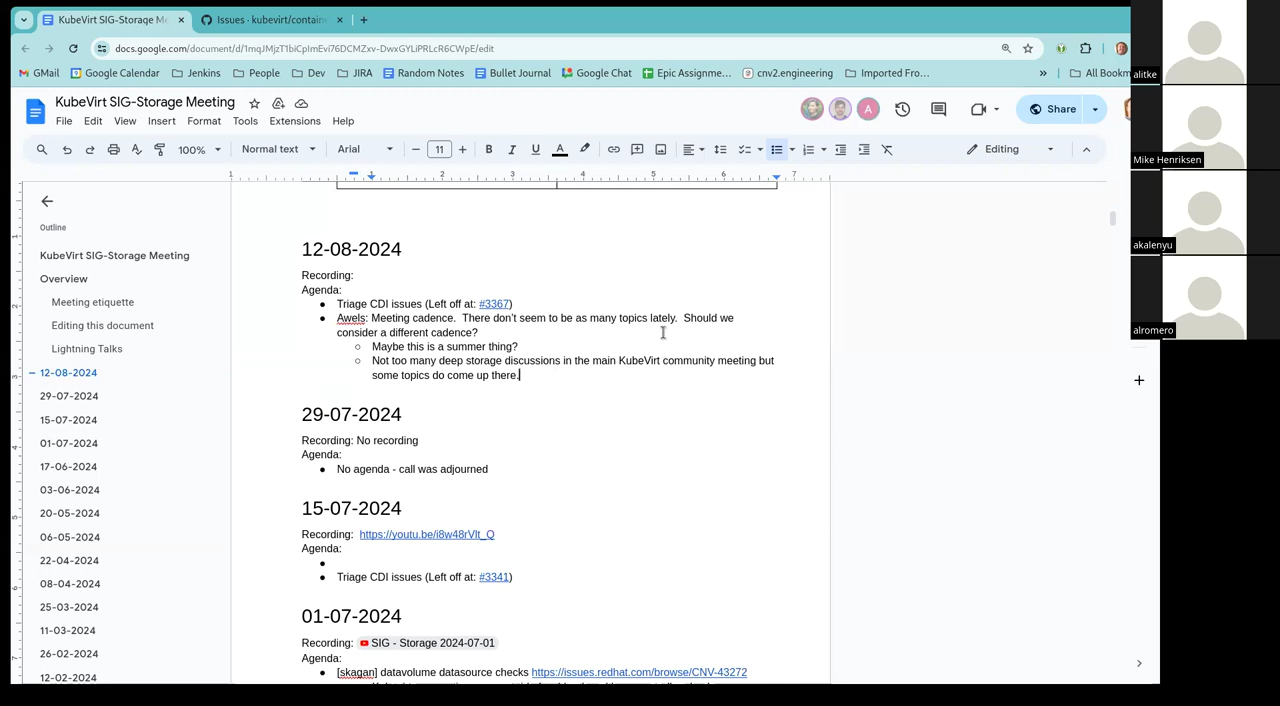 KubeVirt SIG-Storage Me
Issues · kubevirt/contain
docs.google.com/document/d/1mqJMjzT1biCpImEvi76DCMZxv-DwxGYLiPRLcR6CWpE/edit
GMail Google Calendar Jenkins People Dev JIRA Random Notes Bullet Journal Google Chat Epic Assignme... cnv2.engineering Imported Fro... » All Bookm
KubeVirt SIG-Storage Meeting
File Edit View Insert Format Tools Extensions Help
Share
100% Normal text Arial 11 B I U A Editing
1 1 2 3 4 5 6 7
Outline
KubeVirt SIG-Storage Meeting
Overview
Meeting etiquette
Editing this document
Lightning Talks
12-08-2024
29-07-2024
15-07-2024
01-07-2024
17-06-2024
03-06-2024
20-05-2024
06-05-2024
22-04-2024
08-04-2024
25-03-2024
11-03-2024
26-02-2024
12-02-2024
12-08-2024
Recording:
Agenda:
● Triage CDI issues (Left off at: #3367)
● Awels: Meeting cadence. There don't seem to be as many topics lately. Should we
consider a different cadence?
○ Maybe this is a summer thing?
○ Not too many deep storage discussions in the main KubeVirt community meeting but
some topics do come up there.
29-07-2024
Recording: No recording
Agenda:
● No agenda - call was adjourned
15-07-2024
Recording: https://youtu.be/i8w48rVlt_Q
Agenda:
●
● Triage CDI issues (Left off at: #3341)
01-07-2024
Recording: SIG - Storage 2024-07-01
Agenda:
● [skagan] datavolume datasource checks https://issues.redhat.com/browse/CNV-43272
alitke
Mike Henriksen
akalenyu
alromero